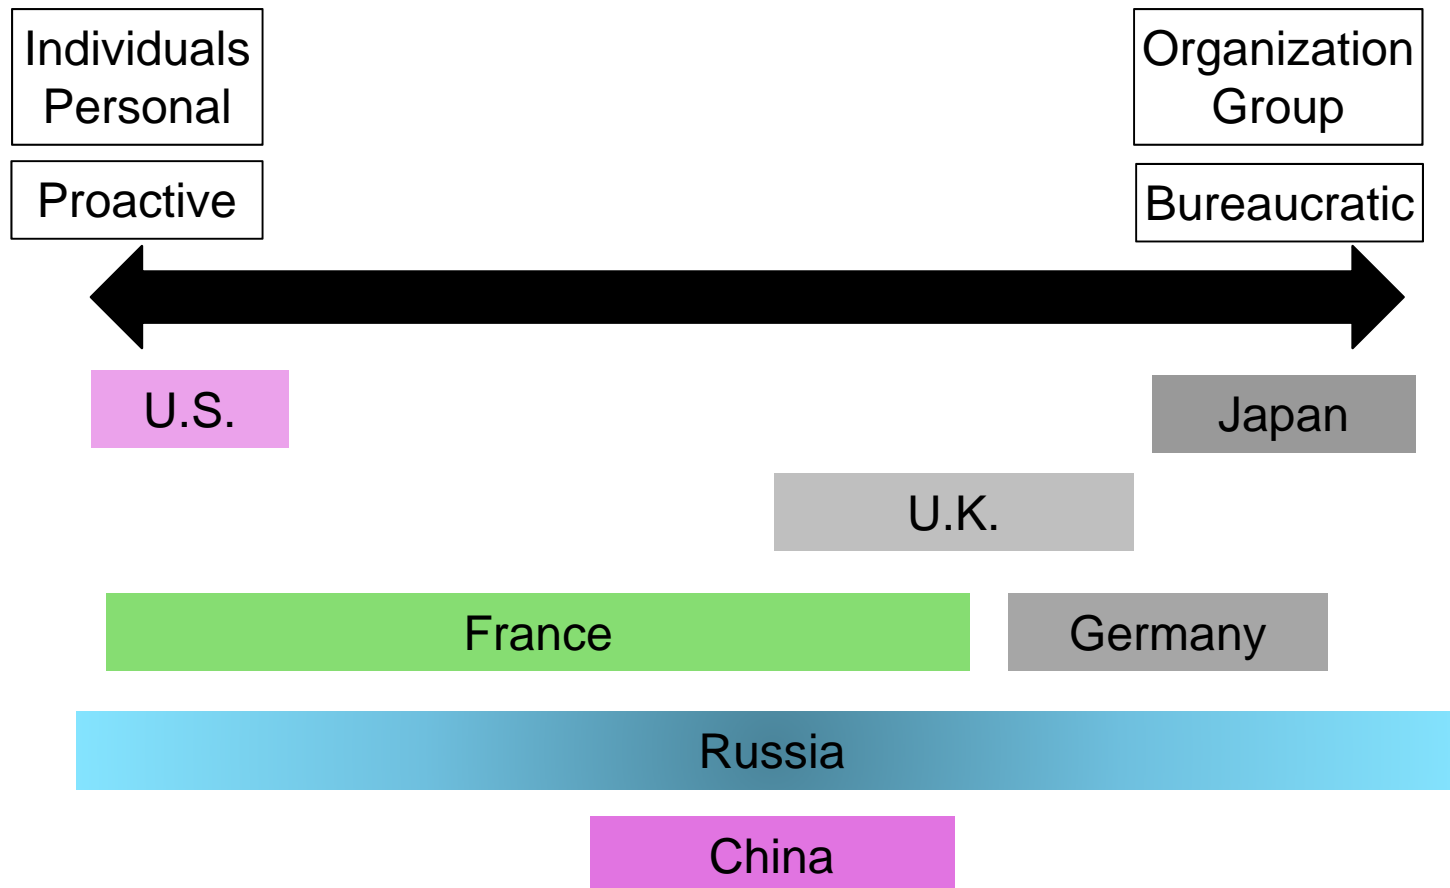 Individuals
Personal
Organization
Group
Proactive
Bureaucratic
U.S.
Japan
U.K.
France
Germany
Russia
China